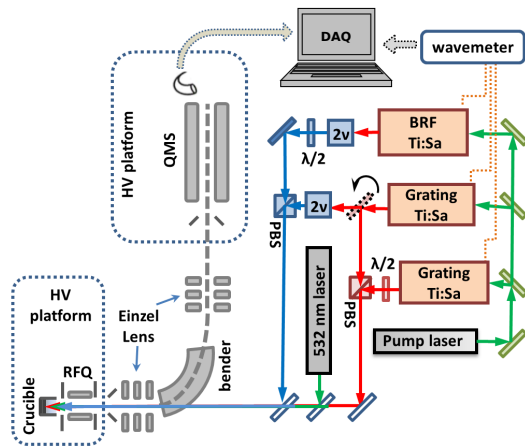 DAQ
wavemeter
HV platform
QMS
BRF
Ti:Sa
2ν
λ/2
Grating
Ti:Sa
2ν
PBS
Grating
Ti:Sa
λ/2
PBS
532 nm laser
Pump laser
HV
platform
Einzel
Lens
RFQ
Crucible
bender